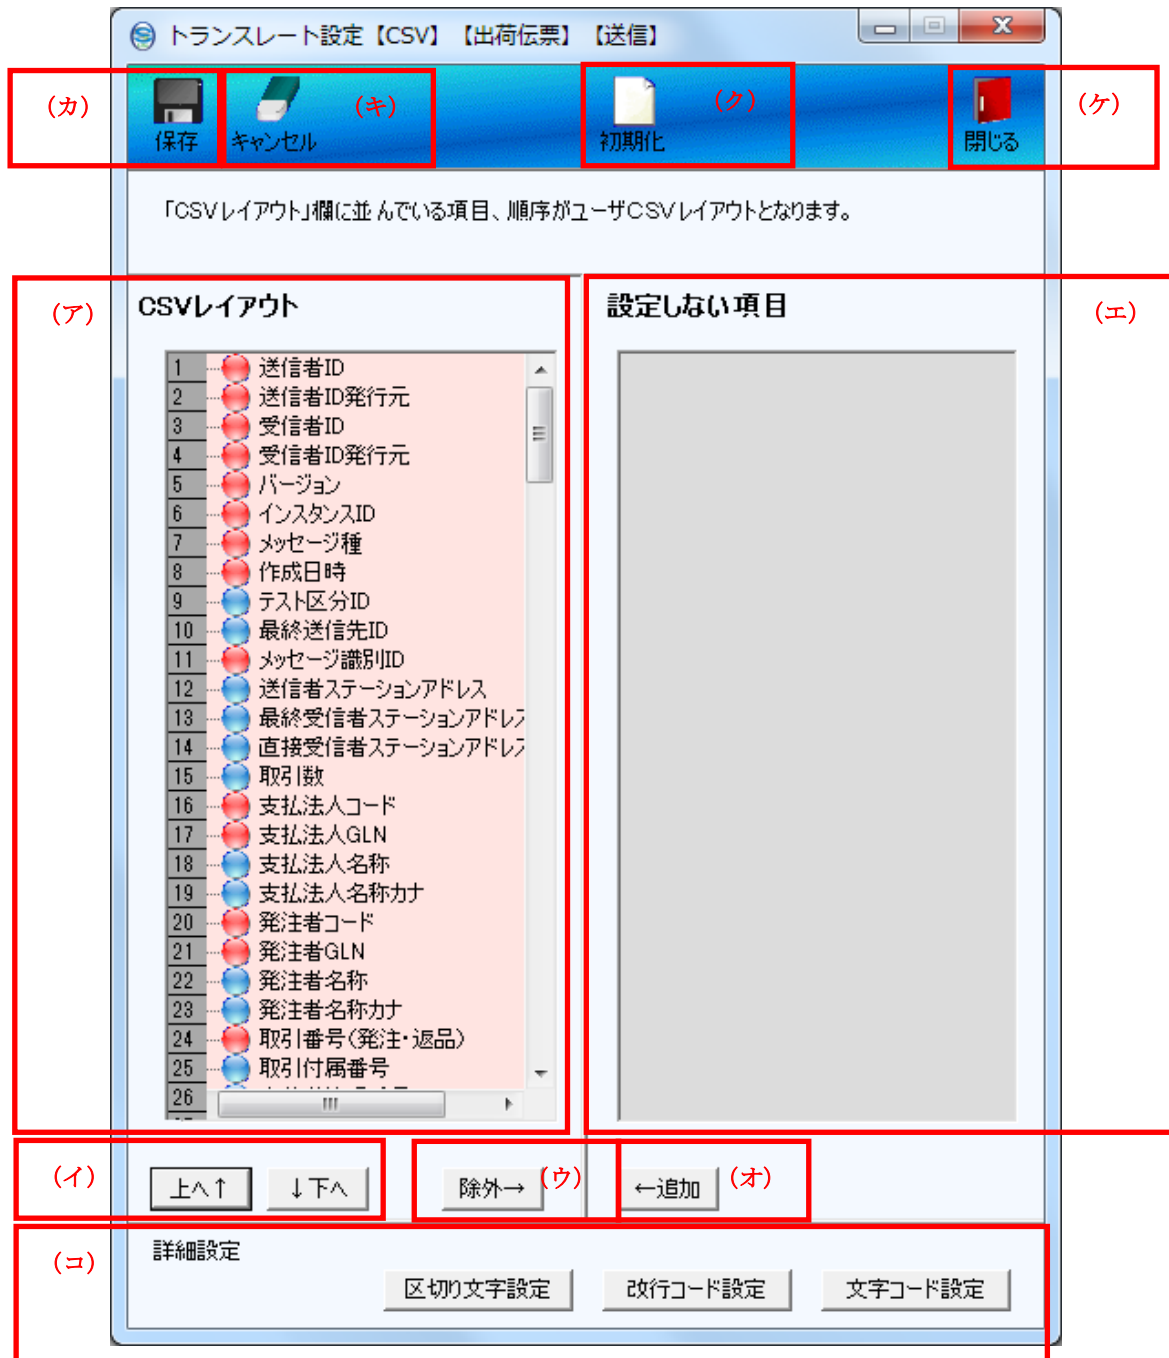 トランスレート設定【CSV】【出荷伝票】【送信】
(カ) 保存 キャンセル (キ) 初期化 (ク) 閉じる (ケ)
「CSVレイアウト」欄に並んでいる項目、順序がユーザCSVレイアウトとなります。
(ア) CSVレイアウト 設定しない項目 (エ)
1 送信者ID
2 送信者ID発行元
3 受信者ID
4 受信者ID発行元
5 バージョン
6 インスタンスID
7 メッセージ種
8 作成日時
9 テスト区分ID
10 最終送信先ID
11 メッセージ識別ID
12 送信者ステーションアドレス
13 最終受信者ステーションアドレス
14 直接受信者ステーションアドレス
15 取引数
16 支払法人コード
17 支払法人GLN
18 支払法人名称
19 支払法人名称カナ
20 発注者コード
21 発注者GLN
22 発注者名称
23 発注者名称カナ
24 取引番号(発注・返品)
25 取引付属番号
26
(イ) 上へ↑ ↓下へ 除外→ (ウ) ←追加 (オ)
(コ) 詳細設定
区切り文字設定 改行コード設定 文字コード設定